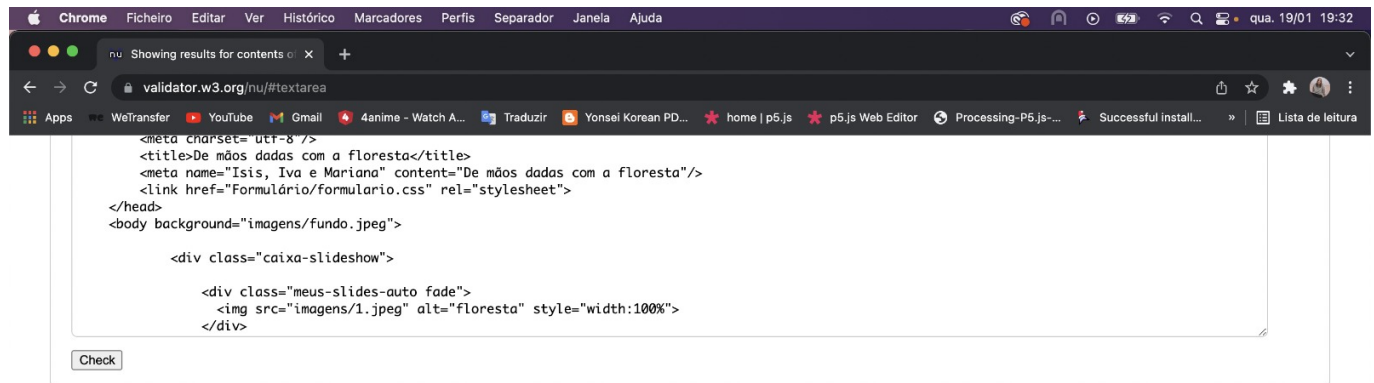 Chrome Ficheiro Editar Ver Histórico Marcadores Perfis Separador Janela Ajuda qua. 19/01 19:32
nu Showing results for contents of
validator.w3.org/nu/#textarea
Apps WeTransfer YouTube Gmail 4anime - Watch A... Traduzir Yonsei Korean PD... home | p5.js p5.js Web Editor Processing-P5.js-... Successful install... » Lista de leitura
<meta charset="utf-8"/>
<title>De mãos dadas com a floresta</title>
<meta name="Isis, Iva e Mariana" content="De mãos dadas com a floresta"/>
<link href="Formulário/formulario.css" rel="stylesheet">
</head>
<body background="imagens/fundo.jpeg">
<div class="caixa-slideshow">
<div class="meus-slides-auto fade">
<img src="imagens/1.jpeg" alt="floresta" style="width:100%">
</div>
Check